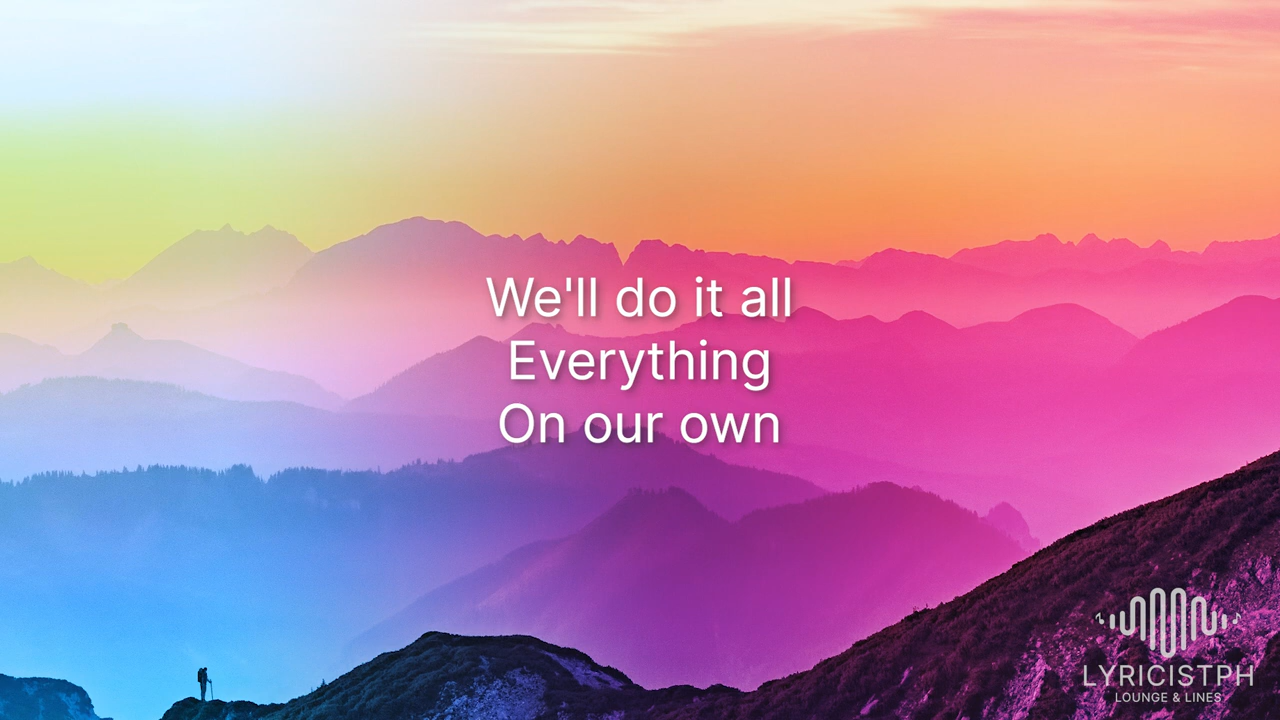 We'll do it all
Everything
On our own
LYRICISTPH
LOUNGE & LINES